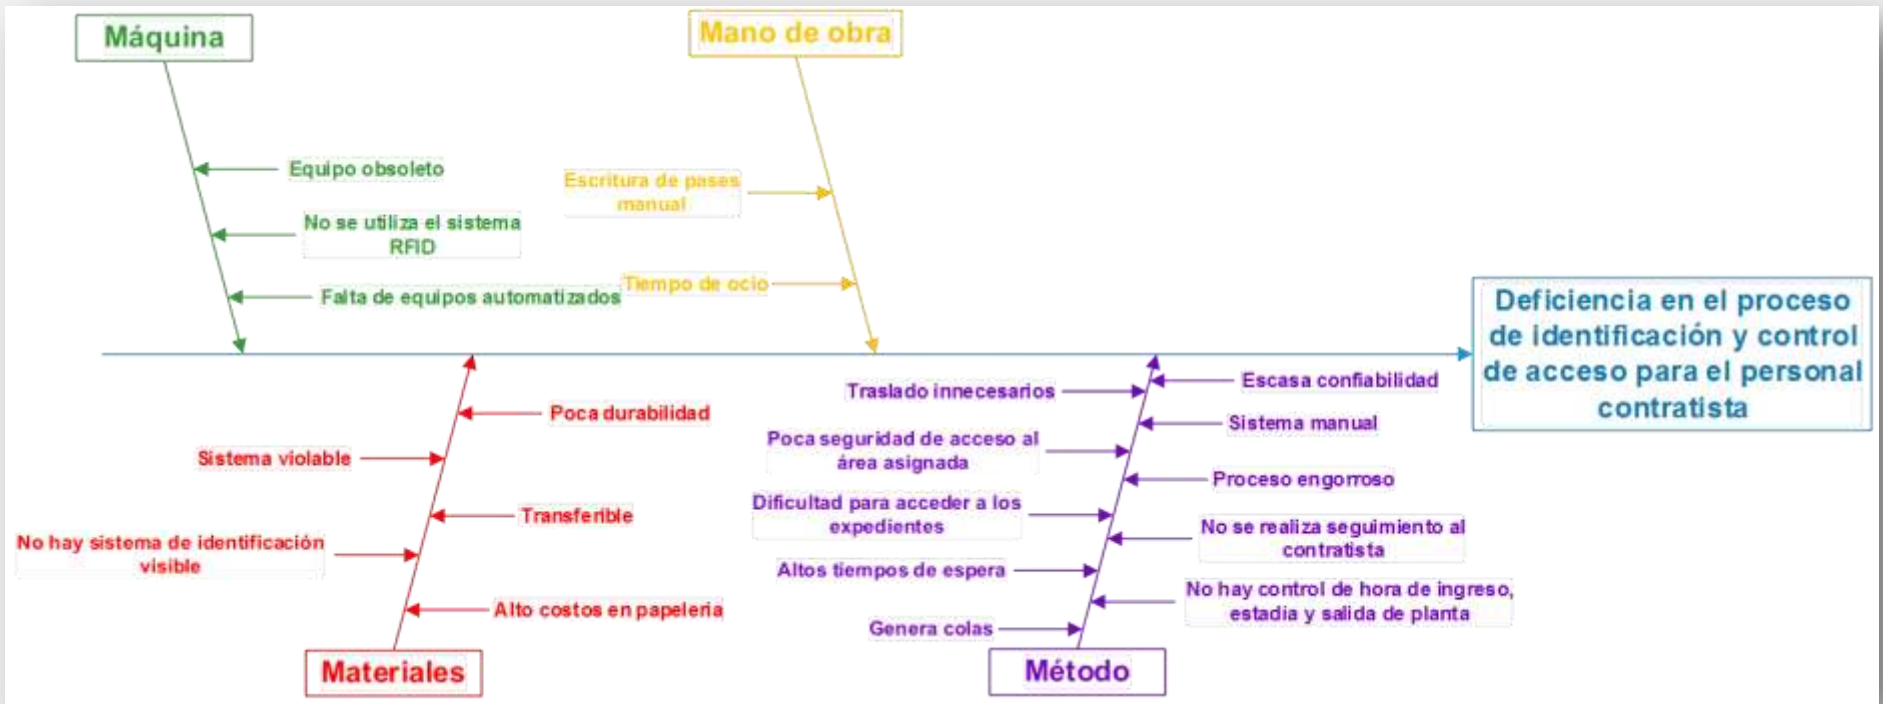 Máquina
Mano de obra
Equipo obsoleto
No se utiliza el sistema
RFID
Falta de equipos automatizados
Escritura de pases
manual
Tiempo de ocio
Deficiencia en el proceso
de identificación y control
de acceso para el personal
contratista
Poca durabilidad
Sistema violable
Transferible
No hay sistema de identificación
visible
Alto costos en papeleria
Materiales
Traslado innecesarios
Escasa confiabilidad
Sistema manual
Poca seguridad de acceso al
área asignada
Proceso engorroso
Dificultad para acceder a los
expedientes
No se realiza seguimiento al
contratista
Altos tiempos de espera
No hay control de hora de ingreso,
estadia y salida de planta
Genera colas
Método